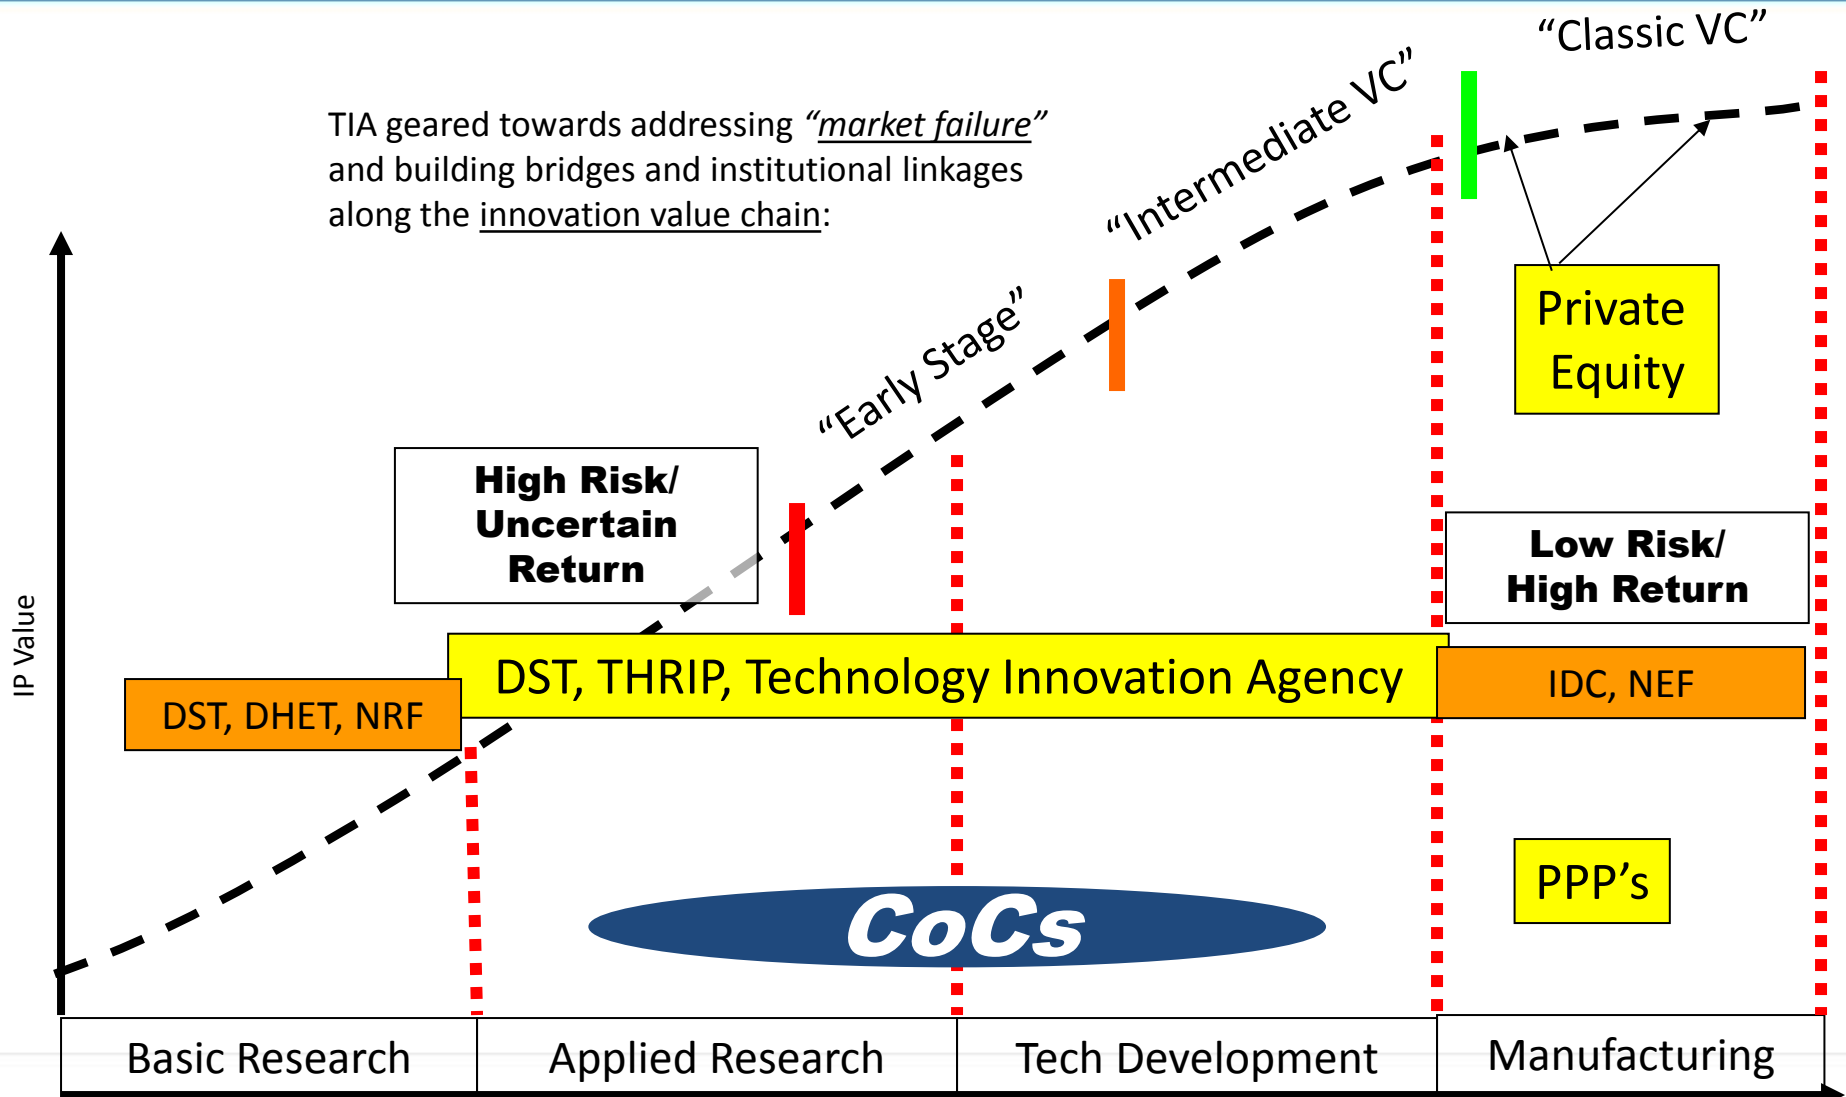 “Classic VC”
“Intermediate VC”
TIA geared towards addressing “market failure”
and building bridges and institutional linkages
along the innovation value chain:
“Early Stage”
Private
Equity
High Risk/
Uncertain
Return
Low Risk/
High Return
IP Value
DST, DHET, NRF
DST, THRIP, Technology Innovation Agency
IDC, NEF
PPP’s
CoCs
Basic Research
Applied Research
Tech Development
Manufacturing